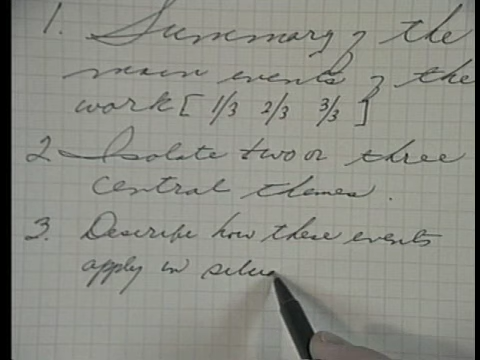 1. Summary of the
main events of the
work [ 1/3 2/3 3/3 ]
2. Isolate two or three
central themes.
3. Describe how these events
apply in